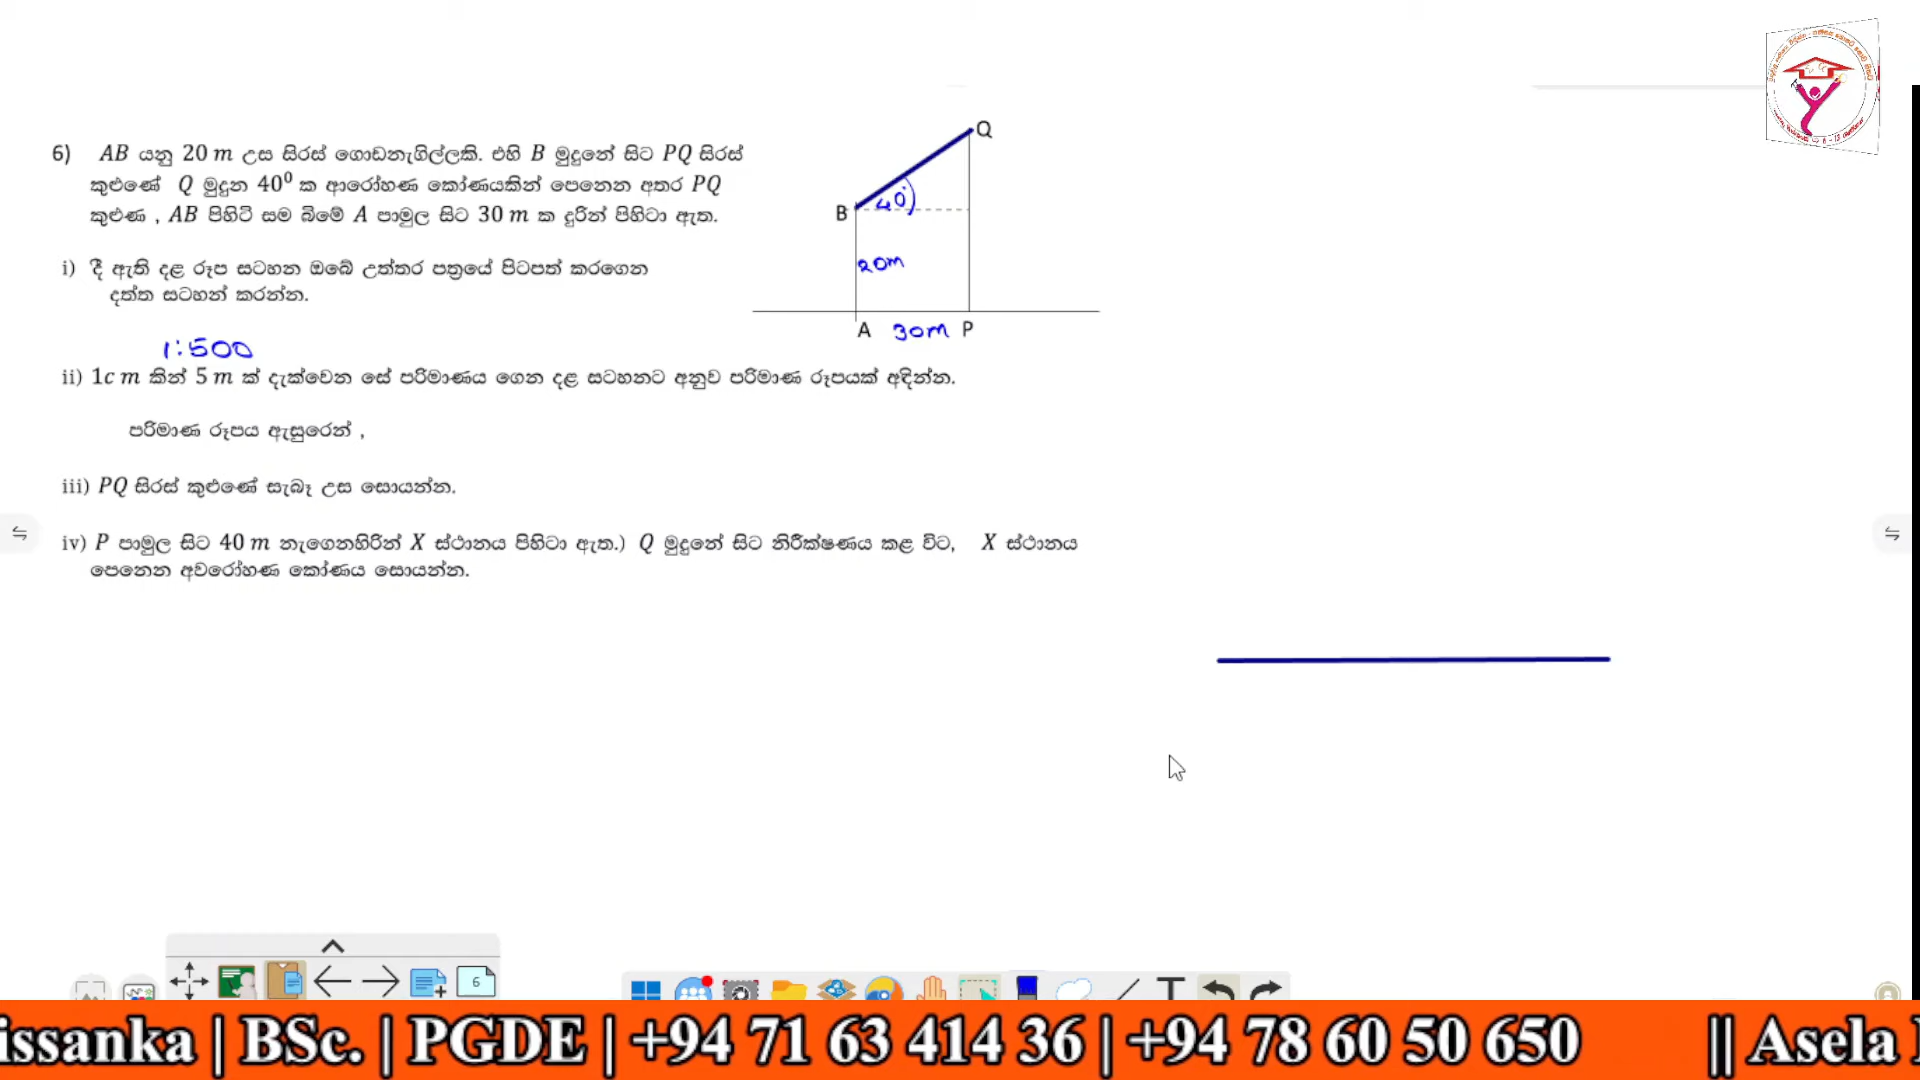 6) AB යනු 20 m උස සිරස් ගොඩනැගිල්ලකි. එහි B මුදුනේ සිට PQ සිරස්
කුළුණේ Q මුදුන 40⁰ ක ආරෝහණ කෝණයකින් පෙනෙන අතර PQ
කුළුණ , AB පිහිටි සම බිමේ A පාමුල සිට 30 m ක දුරින් පිහිටා ඇත.
i) දී ඇති දළ රූප සටහන ඔබේ උත්තර පත්‍රයේ පිටපත් කරගෙන
දත්ත සටහන් කරන්න.
1:500
ii) 1c m කින් 5 m ක් දැක්වෙන සේ පරිමාණය ගෙන දළ සටහනට අනුව පරිමාණ රූපයක් අඳින්න.
පරිමාණ රූපය ඇසුරෙන් ,
iii) PQ සිරස් කුළුණේ සැබෑ උස සොයන්න.
iv) P පාමුල සිට 40 m නැගෙනහිරින් X ස්ථානය පිහිටා ඇත.) Q මුදුනේ සිට නිරීක්ෂණය කළ විට, X ස්ථානය
පෙනෙන අවරෝහණ කෝණය සොයන්න.
Q
B 40°
20m
A 30m P
6
issanka | BSc. | PGDE | +94 71 63 414 36 | +94 78 60 50 650 || Asela